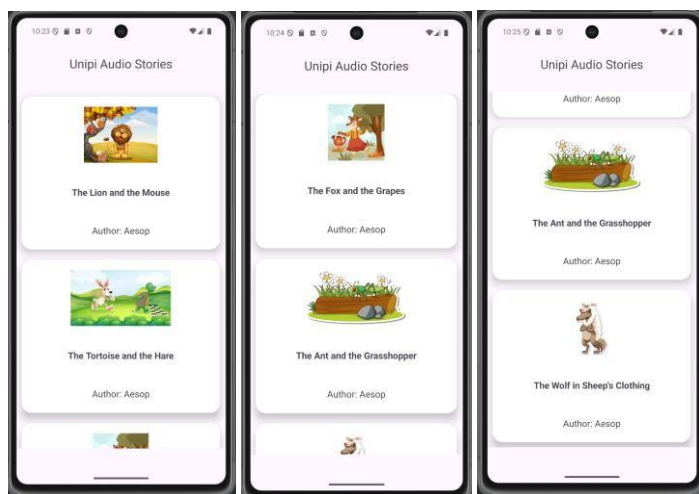 10:23
Unipi Audio Stories
The Lion and the Mouse
Author: Aesop
The Tortoise and the Hare
Author: Aesop
10:24
Unipi Audio Stories
The Fox and the Grapes
Author: Aesop
The Ant and the Grasshopper
Author: Aesop
10:25
Unipi Audio Stories
Author: Aesop
The Ant and the Grasshopper
Author: Aesop
The Wolf in Sheep's Clothing
Author: Aesop